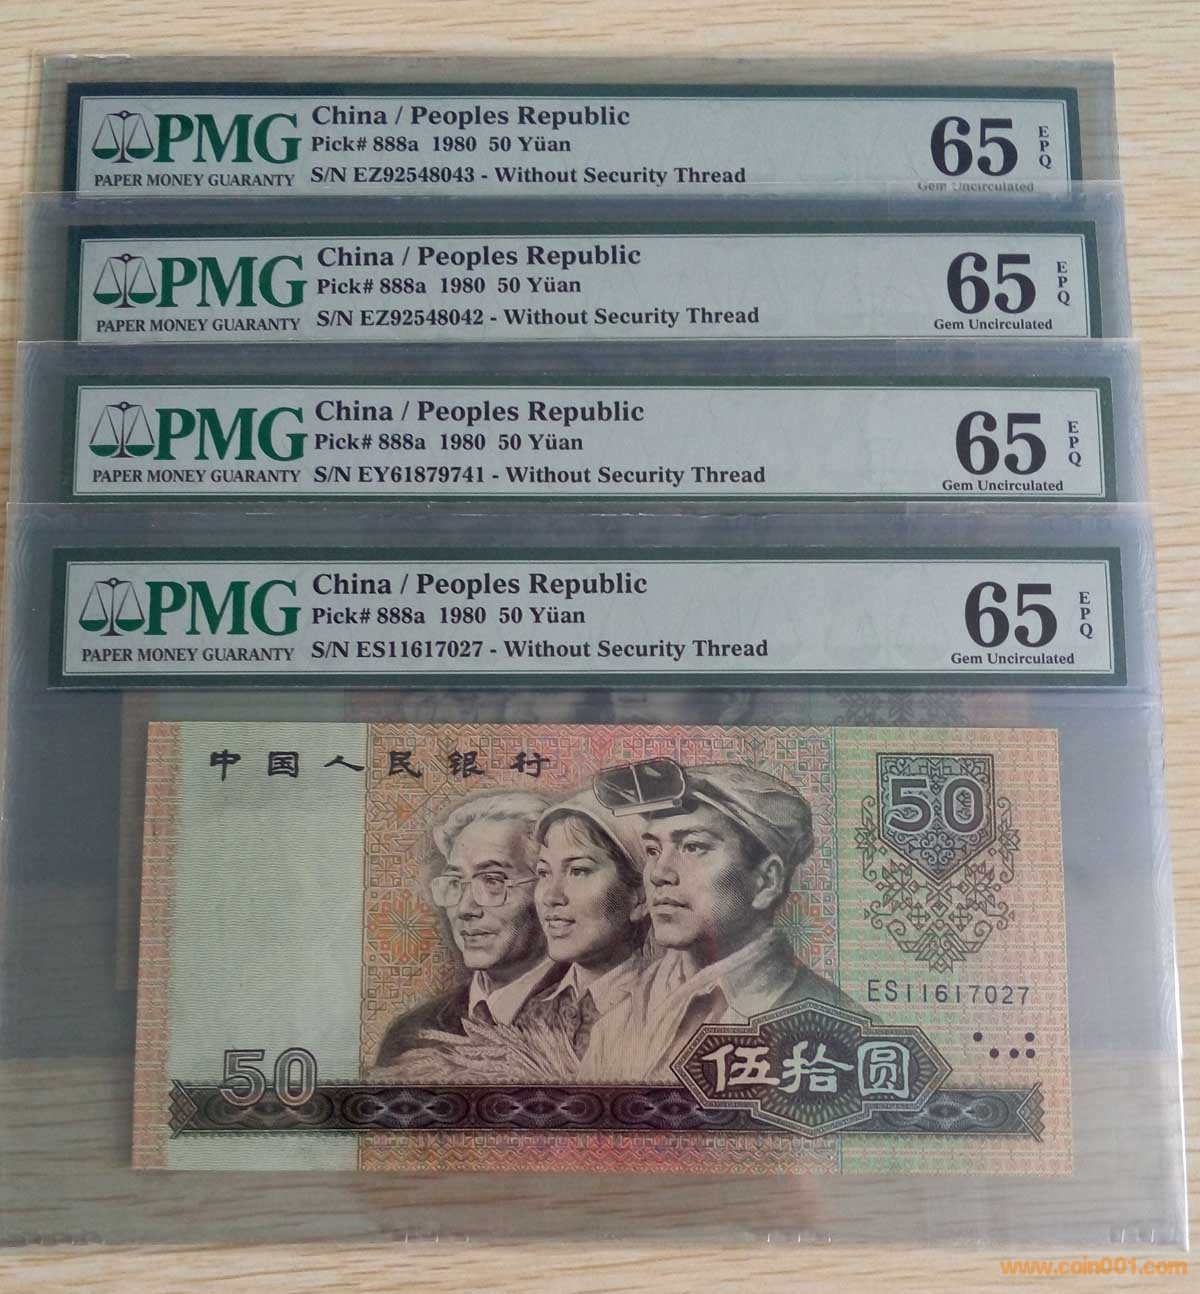 China / Peoples Republic
PMG
Pick# 888a 1980 50 Yüan
65
EPQ
PAPER MONEY GUARANTY
S/N EZ92548043 - Without Security Thread
Gem Uncirculated
China / Peoples Republic
PMG
Pick# 888a 1980 50 Yüan
65
EPQ
PAPER MONEY GUARANTY
S/N EZ92548042 - Without Security Thread
Gem Uncirculated
China / Peoples Republic
PMG
Pick# 888a 1980 50 Yüan
65
EPQ
PAPER MONEY GUARANTY
S/N EY61879741 - Without Security Thread
Gem Uncirculated
China / Peoples Republic
PMG
Pick# 888a 1980 50 Yüan
65
EPQ
PAPER MONEY GUARANTY
S/N ES11617027 - Without Security Thread
Gem Uncirculated
中国人民银行
50
ES11617027
50
伍拾圆
www.coin001.com